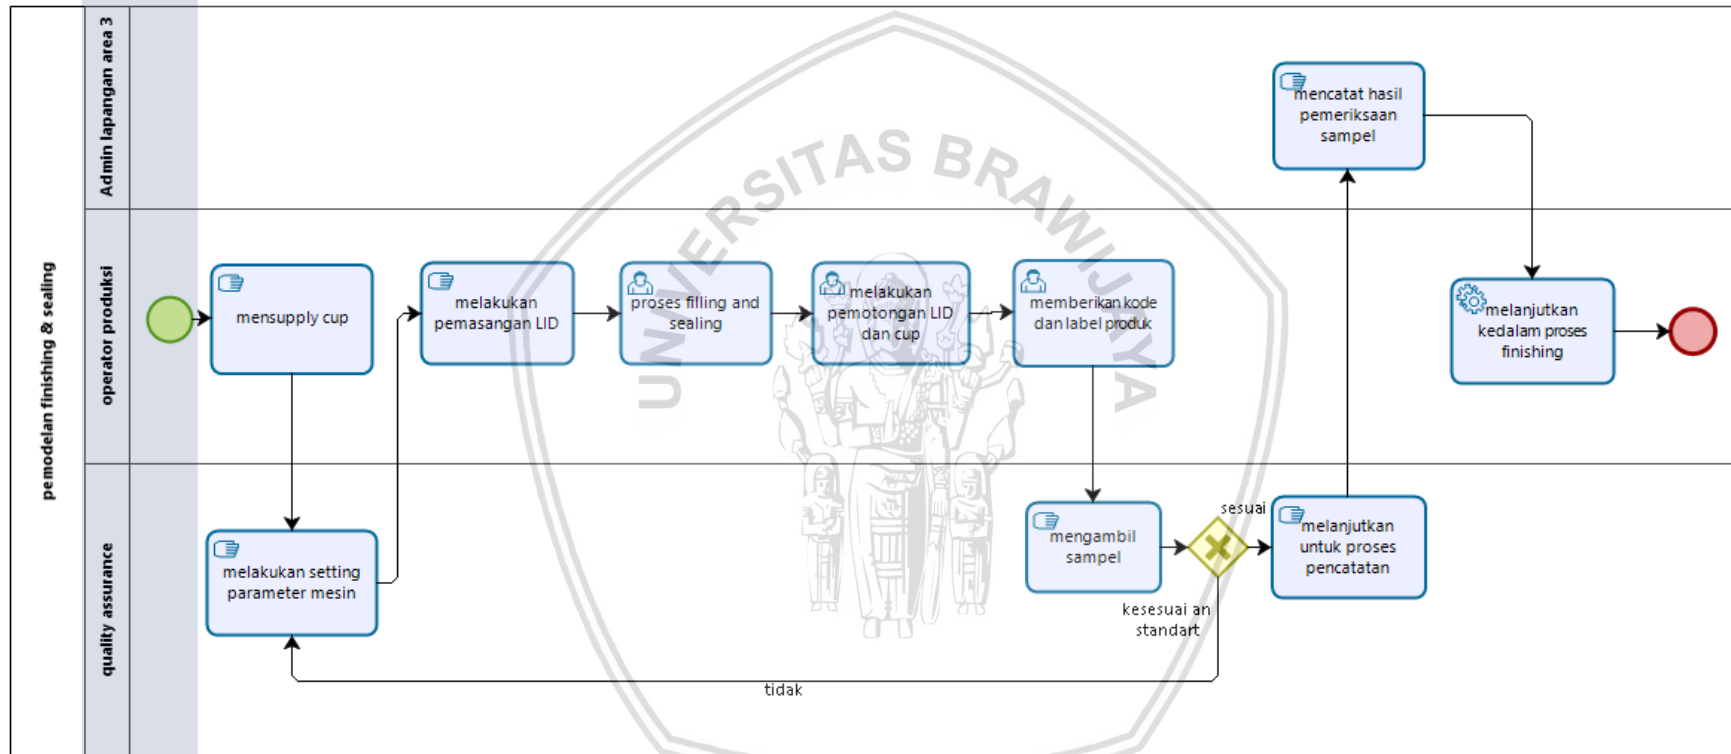 pemodelan finishing & sealing
Admin lapangan area 3
mencatat hasil
pemeriksaan
sampel
UNIVERSITAS BRAWIJAYA
operator produksi
mensupply cup
melakukan
pemasangan LID
proses filling and
sealing
melakukan
pemotongan LID
dan cup
memberikan kode
dan label produk
melanjutkan
kedalam proses
finishing
quality assurance
melakukan setting
parameter mesin
mengambil
sampel
sesuai
kesesuai an
standart
melanjutkan
untuk proses
pencatatan
tidak